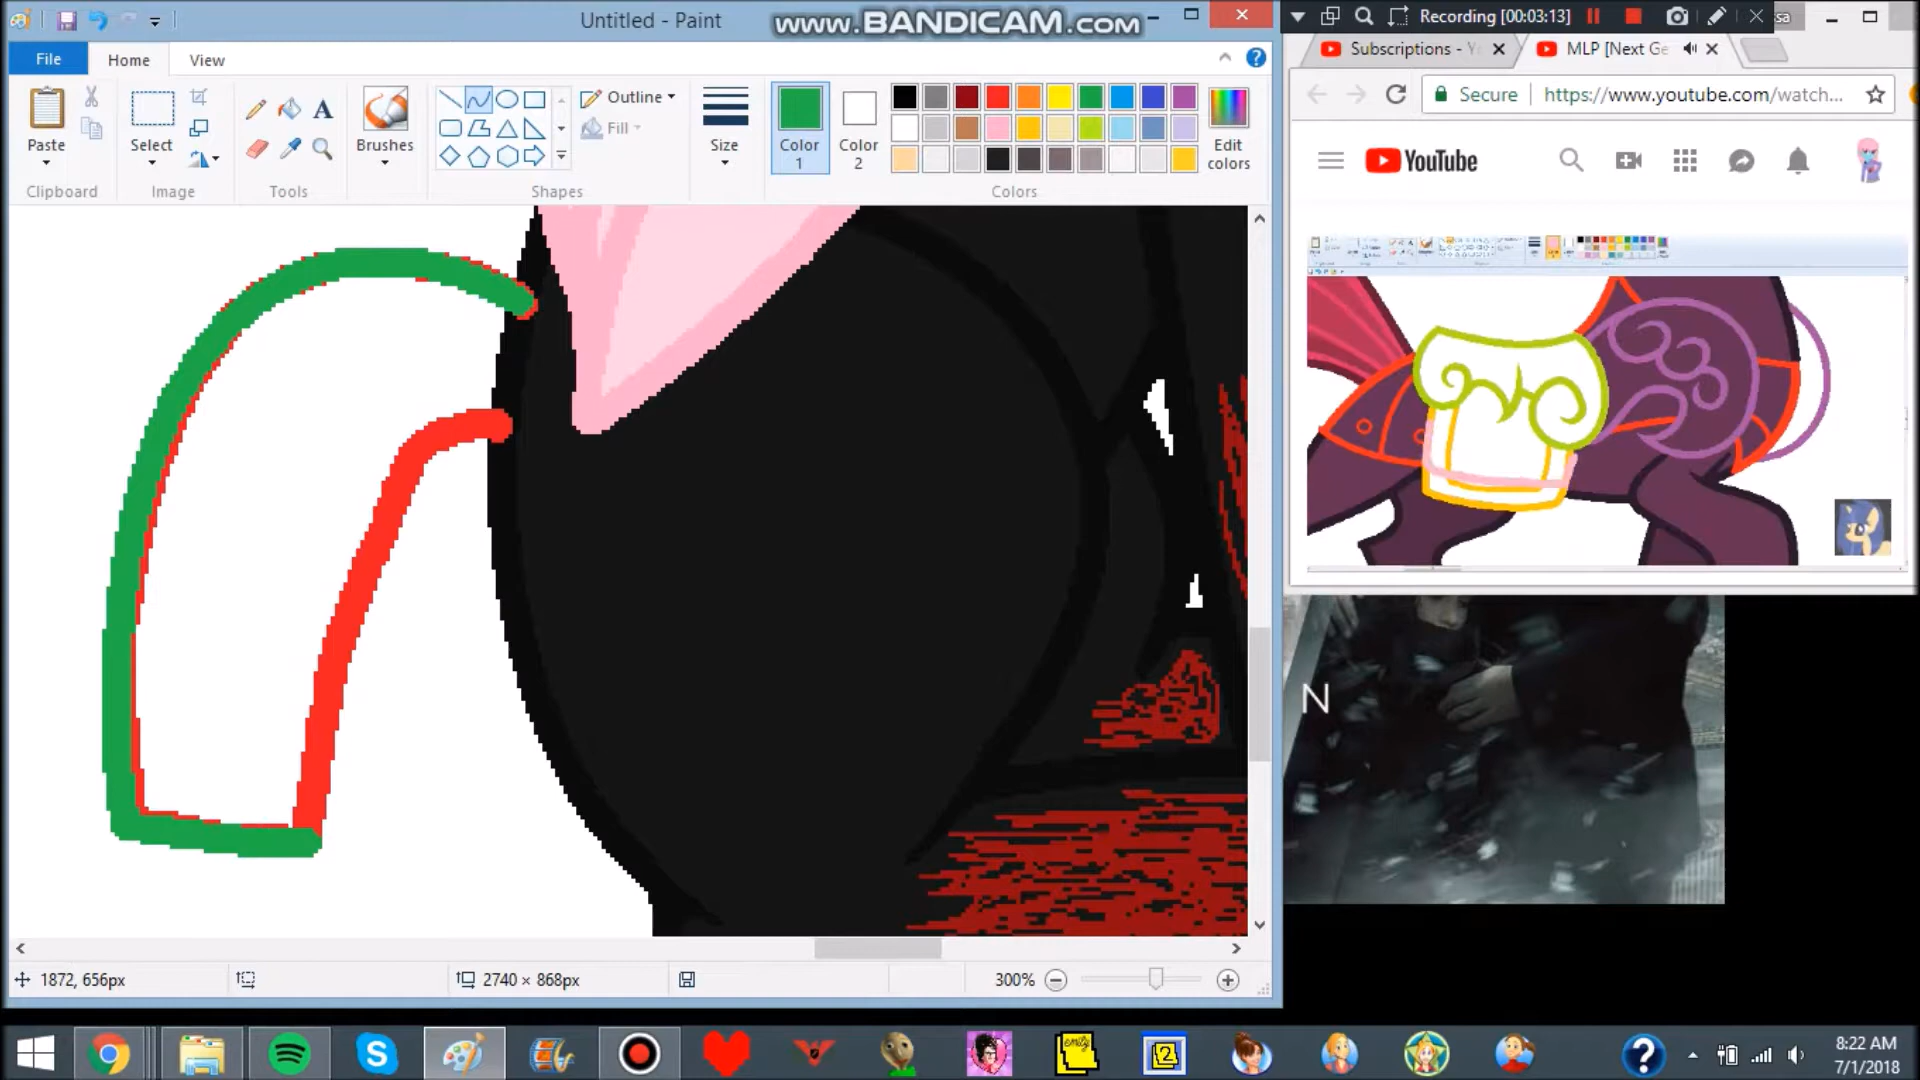 Untitled - Paint
www.BANDICAM.com
Recording [00:03:13]
File
Home
View
Subscriptions - Y
MLP [Next Ge
Secure
https://www.youtube.com/watch...
Paste
Select
Brushes
Outline
Fill
Size
Color 1
Color 2
Edit colors
Clipboard
Image
Tools
Shapes
Colors
YouTube
N
1872, 656px
2740 × 868px
300%
emily
2
8:22 AM
7/1/2018